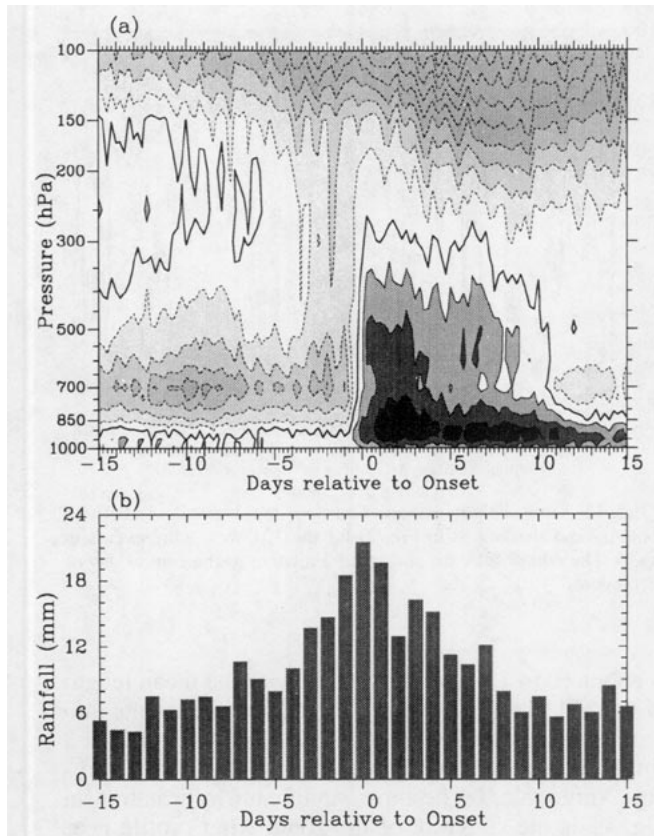 (a)
100
150
200
300
500
700
850
1000
Pressure (hPa)
−15 −10 −5 0 5 10 15
Days relative to Onset
(b)
24
18
12
6
0
Rainfall (mm)
−15 −10 −5 0 5 10 15
Days relative to Onset